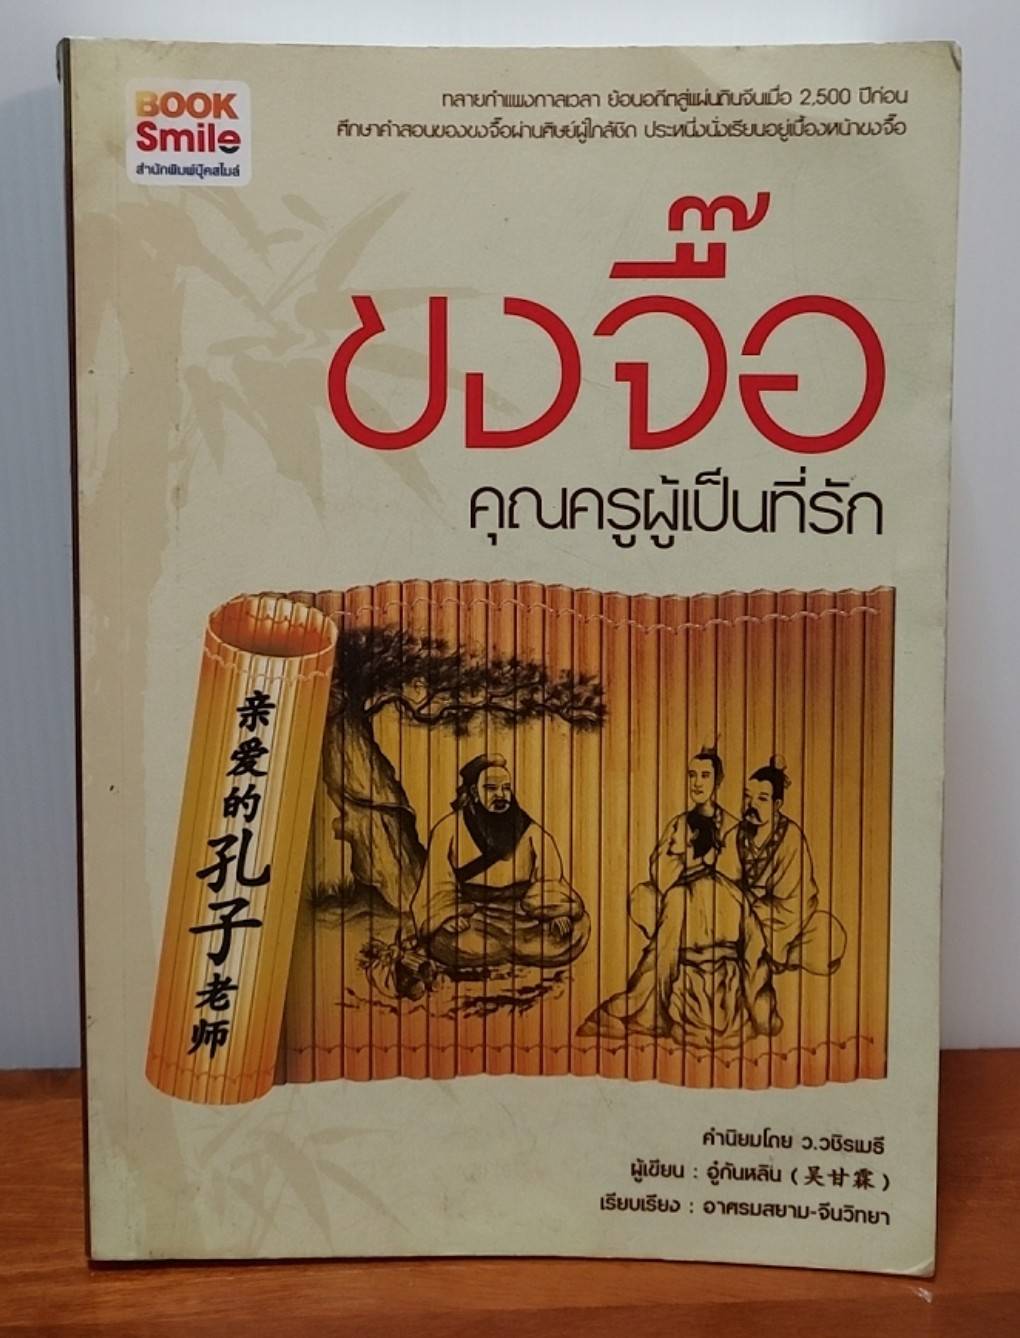 BOOK
Smile
สำนักพิมพ์บุ๊คสไมล์
ทลายกำแพงกาลเวลา ย้อนอดีตสู่แผ่นดินจีนเมื่อ 2,500 ปีก่อน
ศึกษาคำสอนของขงจื๊อผ่านศิษย์ผู้ใกล้ชิด ประหนึ่งนั่งเรียนอยู่เบื้องหน้าขงจื๊อ
ขงจื๊อ
คุณครูผู้เป็นที่รัก
亲爱的孔子老师
คำนิยมโดย ว.วชิรเมธี
ผู้เขียน : อู๋กันหลิน (吴甘霖)
เรียบเรียง : อาศรมสยาม-จีนวิทยา